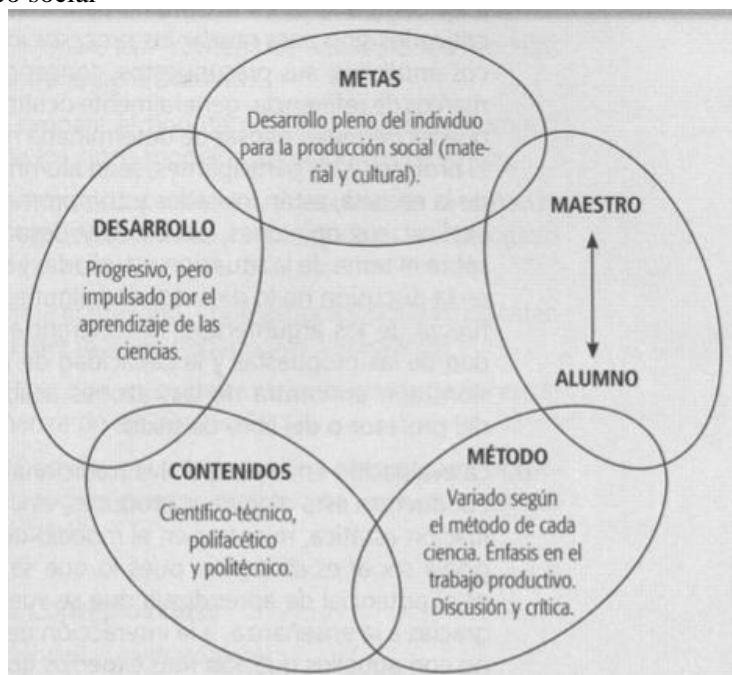 o social
METAS
Desarrollo pleno del individuo
para la producción social (mate-
rial y cultural).
DESARROLLO
Progresivo, pero
impulsado por el
aprendizaje de las
ciencias.
MAESTRO
ALUMNO
CONTENIDOS
Científico-técnico,
polifacético
y politécnico.
MÉTODO
Variado según
el método de cada
ciencia. Énfasis en el
trabajo productivo.
Discusión y crítica.